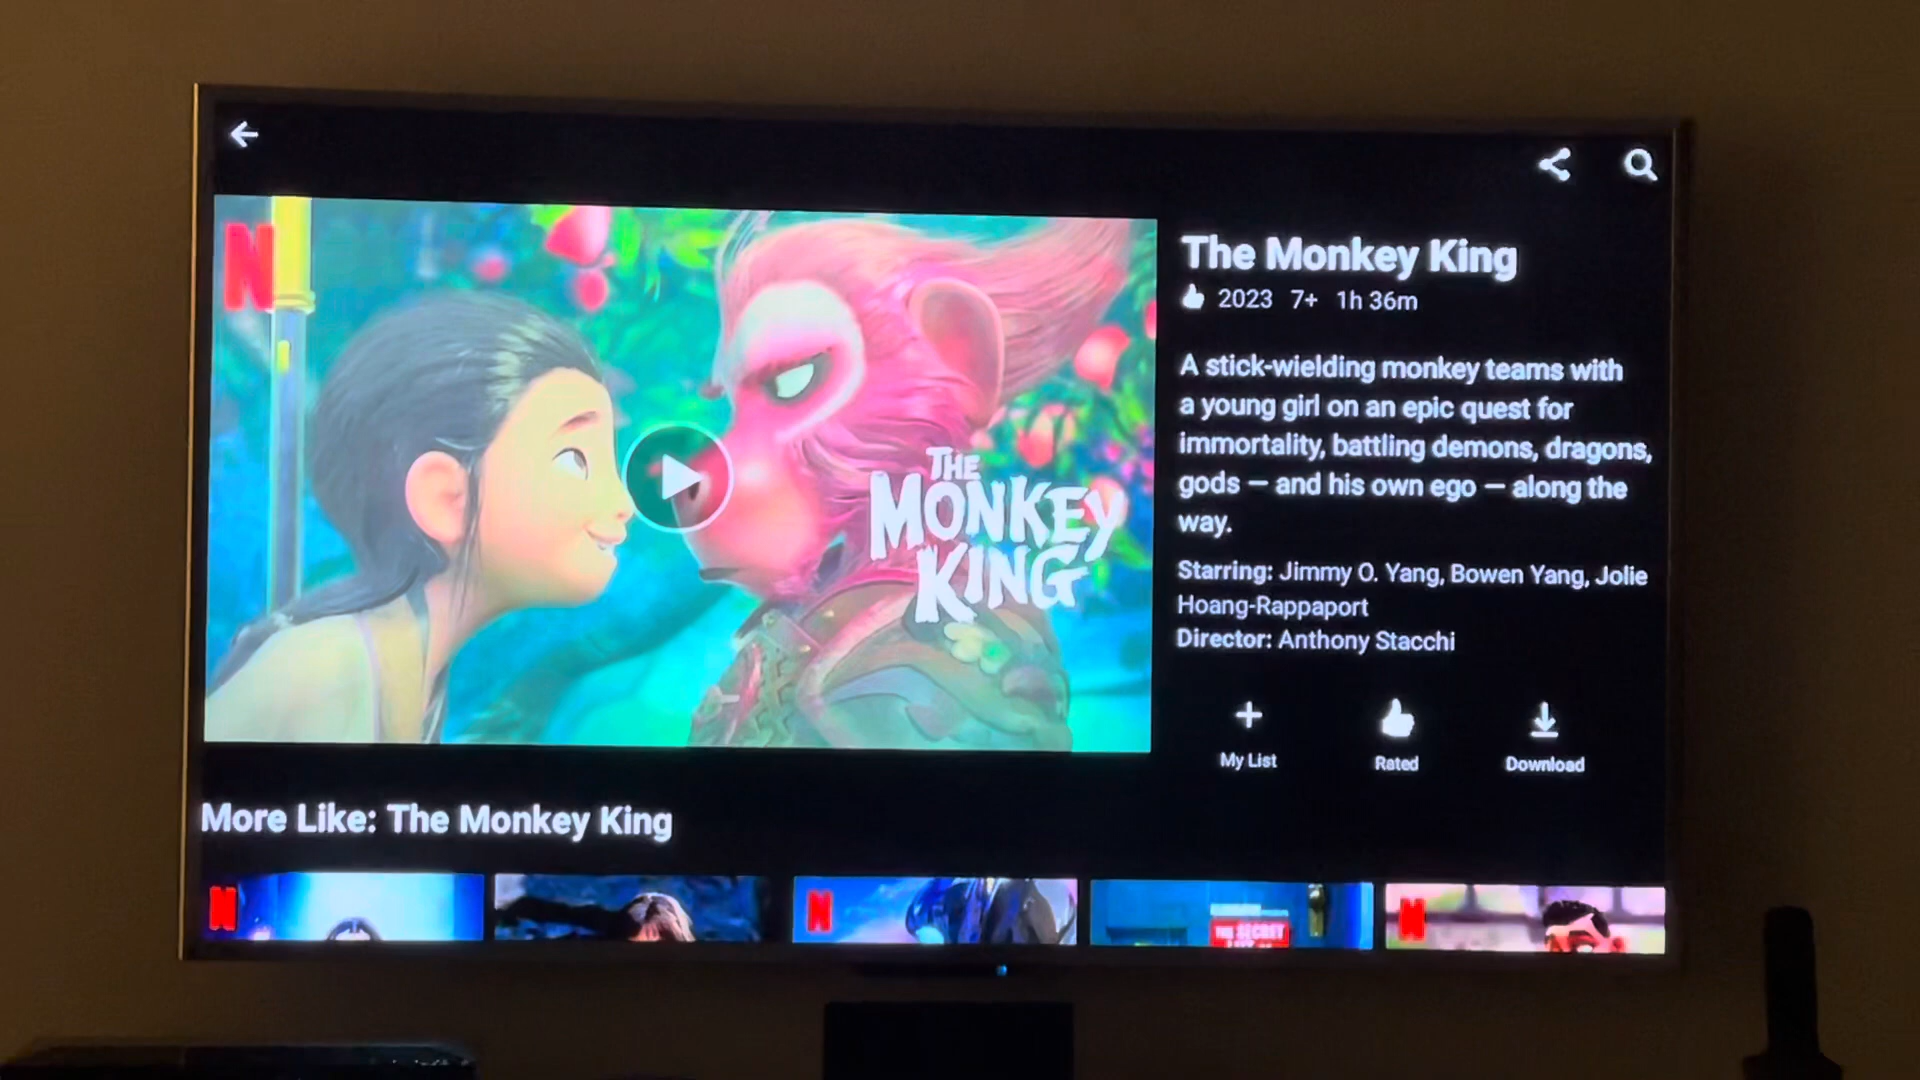 N
The Monkey King
2023 7+ 1h 36m
A stick-wielding monkey teams with
a young girl on an epic quest for
immortality, battling demons, dragons,
gods — and his own ego — along the
way.
THE
MONKEY
KING
Starring: Jimmy O. Yang, Bowen Yang, Jolie
Hoang-Rappaport
Director: Anthony Stacchi
My List Rated Download
More Like: The Monkey King
N N N
THE SECRET